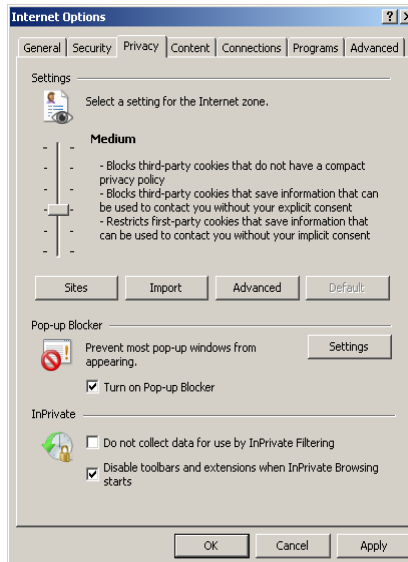 Internet Options
General Security Privacy Content Connections Programs Advanced
Settings
Select a setting for the Internet zone.
Medium
- Blocks third-party cookies that do not have a compact
privacy policy
- Blocks third-party cookies that save information that can
be used to contact you without your explicit consent
- Restricts first-party cookies that save information that
can be used to contact you without your implicit consent
Sites Import Advanced Default
Pop-up Blocker
Prevent most pop-up windows from
appearing.
Settings
Turn on Pop-up Blocker
InPrivate
Do not collect data for use by InPrivate Filtering
Disable toolbars and extensions when InPrivate Browsing
starts
OK Cancel Apply